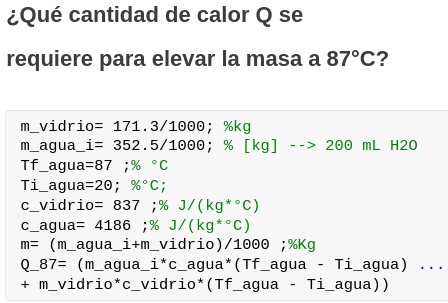 ¿Qué cantidad de calor Q se
requiere para elevar la masa a 87°C?
m_vidrio= 171.3/1000; %kg
m_agua_i= 352.5/1000; % [kg] --> 200 mL H2O
Tf_agua=87 ;% °C
Ti_agua=20; %°C;
c_vidrio= 837 ;% J/(kg*°C)
c_agua= 4186 ;% J/(kg*°C)
m= (m_agua_i+m_vidrio)/1000 ;%Kg
Q_87= (m_agua_i*c_agua*(Tf_agua - Ti_agua) ...
+ m_vidrio*c_vidrio*(Tf_agua - Ti_agua))